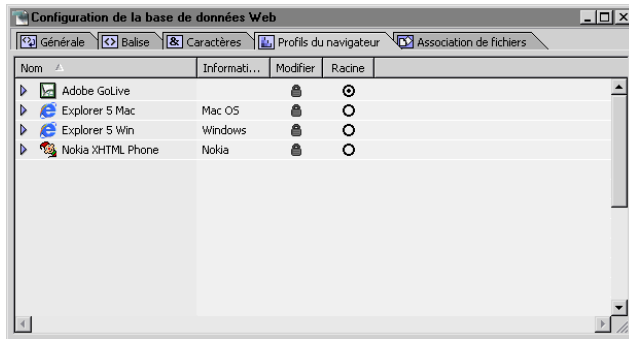 Configuration de la base de données Web
Générale Balise & Caractères Profils du navigateur Association de fichiers
Nom Informati... Modifier Racine
Adobe GoLive
Explorer 5 Mac Mac OS
Explorer 5 Win Windows
Nokia XHTML Phone Nokia